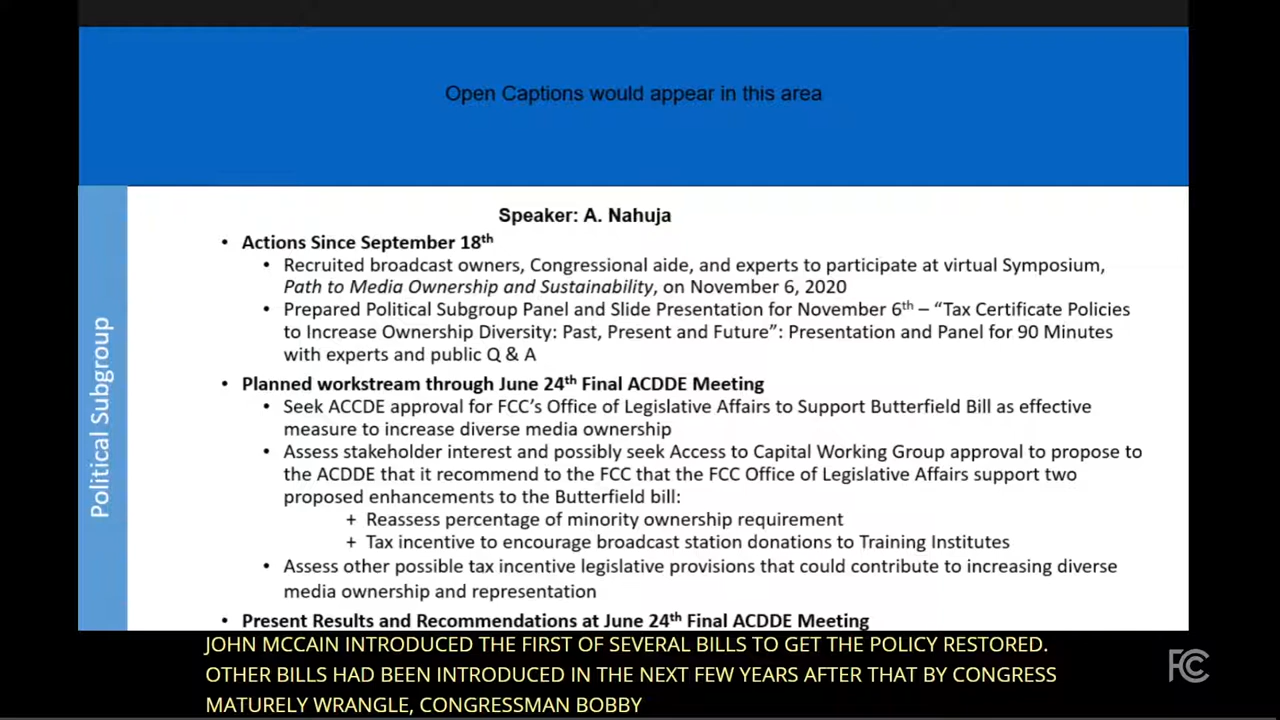 Open Captions would appear in this area
Speaker: A. Nahuja
Political Subgroup
• Actions Since September 18th
• Recruited broadcast owners, Congressional aide, and experts to participate at virtual Symposium,
Path to Media Ownership and Sustainability, on November 6, 2020
• Prepared Political Subgroup Panel and Slide Presentation for November 6th – “Tax Certificate Policies
to Increase Ownership Diversity: Past, Present and Future”: Presentation and Panel for 90 Minutes
with experts and public Q & A
• Planned workstream through June 24th Final ACDDE Meeting
• Seek ACCDE approval for FCC’s Office of Legislative Affairs to Support Butterfield Bill as effective
measure to increase diverse media ownership
• Assess stakeholder interest and possibly seek Access to Capital Working Group approval to propose to
the ACDDE that it recommend to the FCC that the FCC Office of Legislative Affairs support two
proposed enhancements to the Butterfield bill:
+ Reassess percentage of minority ownership requirement
+ Tax incentive to encourage broadcast station donations to Training Institutes
• Assess other possible tax incentive legislative provisions that could contribute to increasing diverse
media ownership and representation
• Present Results and Recommendations at June 24th Final ACDDE Meeting
JOHN MCCAIN INTRODUCED THE FIRST OF SEVERAL BILLS TO GET THE POLICY RESTORED.
OTHER BILLS HAD BEEN INTRODUCED IN THE NEXT FEW YEARS AFTER THAT BY CONGRESS
MATURELY WRANGLE, CONGRESSMAN BOBBY
FCC